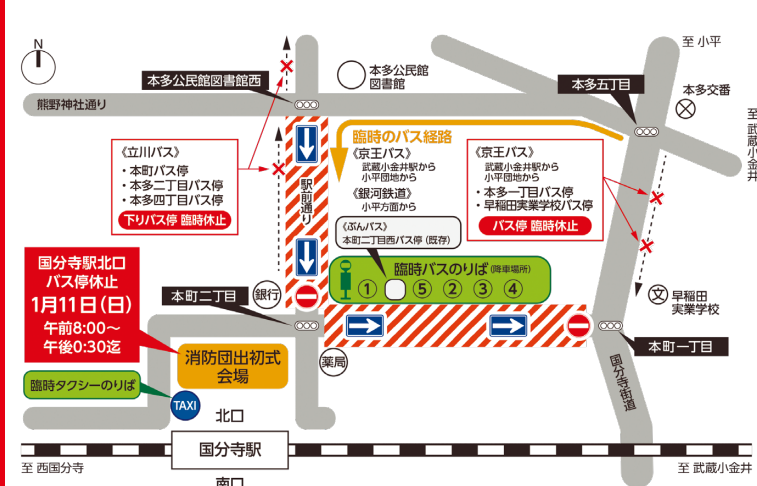 N
至 小平
本多公民館図書館西
本多公民館
図書館
本多五丁目
本多交番
熊野神社通り
至 武蔵小金井
臨時のバス経路
《京王バス》
武蔵小金井駅から
小平団地から
《銀河鉄道》
小平方面から
《立川バス》
・本町バス停
・本多二丁目バス停
・本多四丁目バス停
下りバス停 臨時休止
《京王バス》
武蔵小金井駅から
小平団地から
・本多一丁目バス停
・早稲田実業学校バス停
バス停 臨時休止
駅前通り
《ぶんバス》
本町二丁目西バス停(既存)
国分寺駅北口
バス停休止
1月11日(日)
午前8:00~
午後0:30迄
本町二丁目
銀行
臨時バスのりば(降車場所)
① ⑤ ② ③ ④
文
早稲田
実業学校
本町一丁目
消防団出初式
会場
薬局
臨時タクシーのりば
TAXI
北口
国分寺街道
国分寺駅
至 西国分寺
至 武蔵小金井
南口